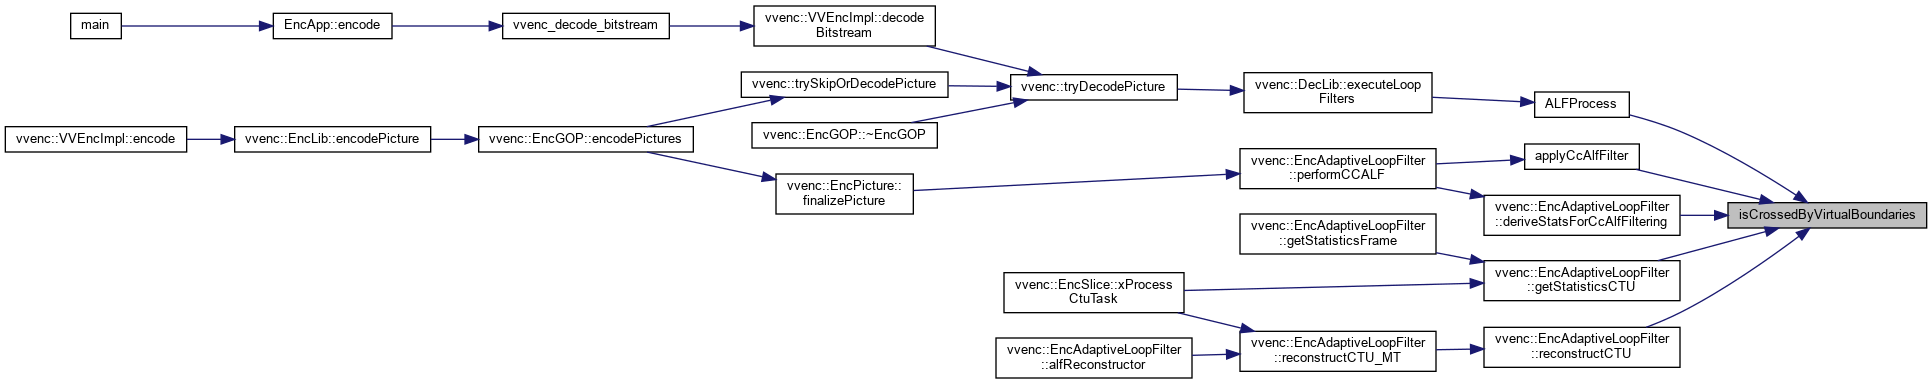 main
EncApp::encode
vvenc_decode_bitstream
vvenc::VVEncImpl::decode
Bitstream
vvenc::trySkipOrDecodePicture
vvenc::tryDecodePicture
vvenc::DecLib::executeLoop
Filters
ALFProcess
vvenc::EncGOP::~EncGOP
vvenc::VVEncImpl::encode
vvenc::EncLib::encodePicture
vvenc::EncGOP::encodePictures
vvenc::EncPicture::
finalizePicture
vvenc::EncAdaptiveLoopFilter
::performCCALF
applyCcAlfFilter
vvenc::EncAdaptiveLoopFilter
::deriveStatsForCcAlfFiltering
isCrossedByVirtualBoundaries
vvenc::EncAdaptiveLoopFilter
::getStatisticsFrame
vvenc::EncAdaptiveLoopFilter
::getStatisticsCTU
vvenc::EncSlice::xProcess
CtuTask
vvenc::EncAdaptiveLoopFilter
::alfReconstructor
vvenc::EncAdaptiveLoopFilter
::reconstructCTU_MT
vvenc::EncAdaptiveLoopFilter
::reconstructCTU